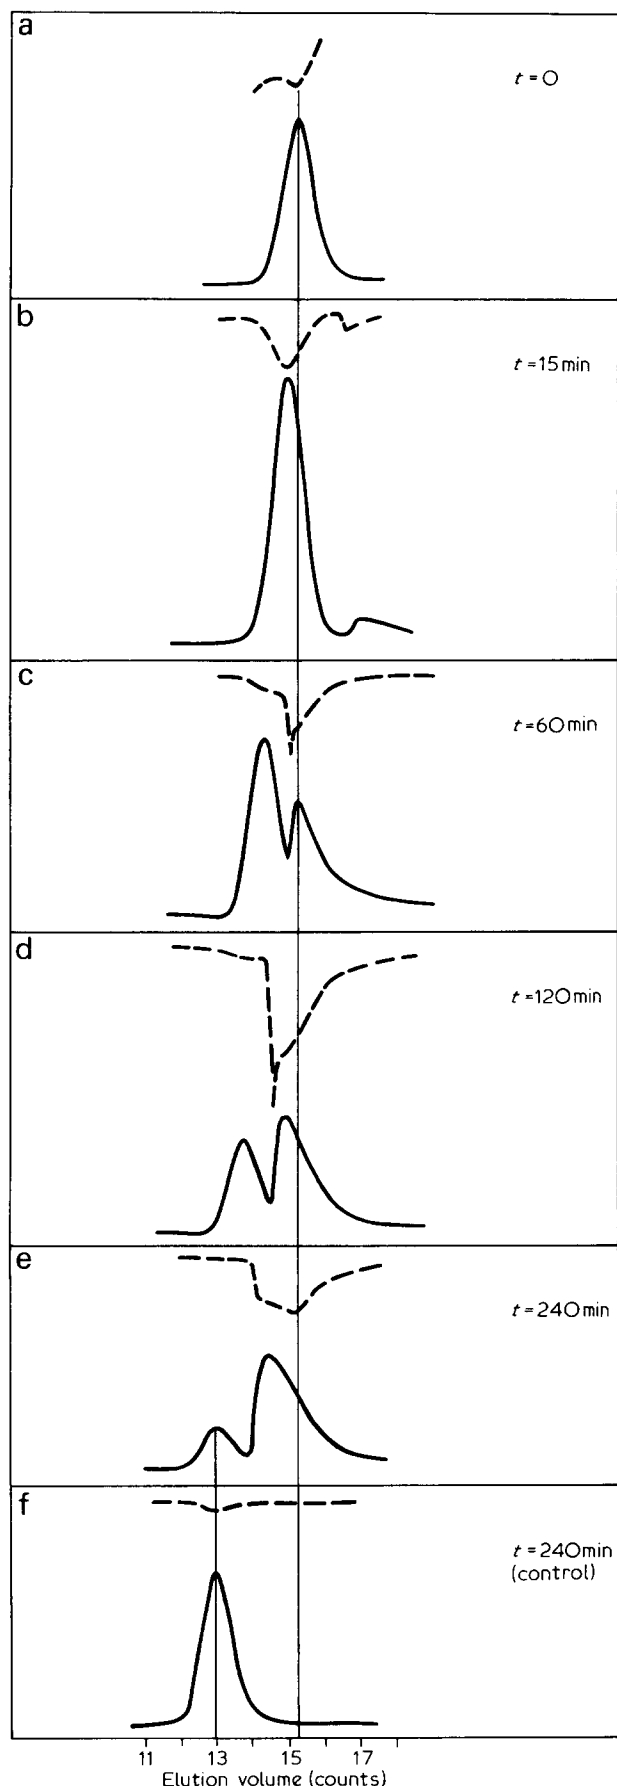 a
t = 0
b
t = 15 min
c
t = 60 min
d
t = 120 min
e
t = 240 min
f
t = 240 min
(control)
11 13 15 17
Elution volume (counts)